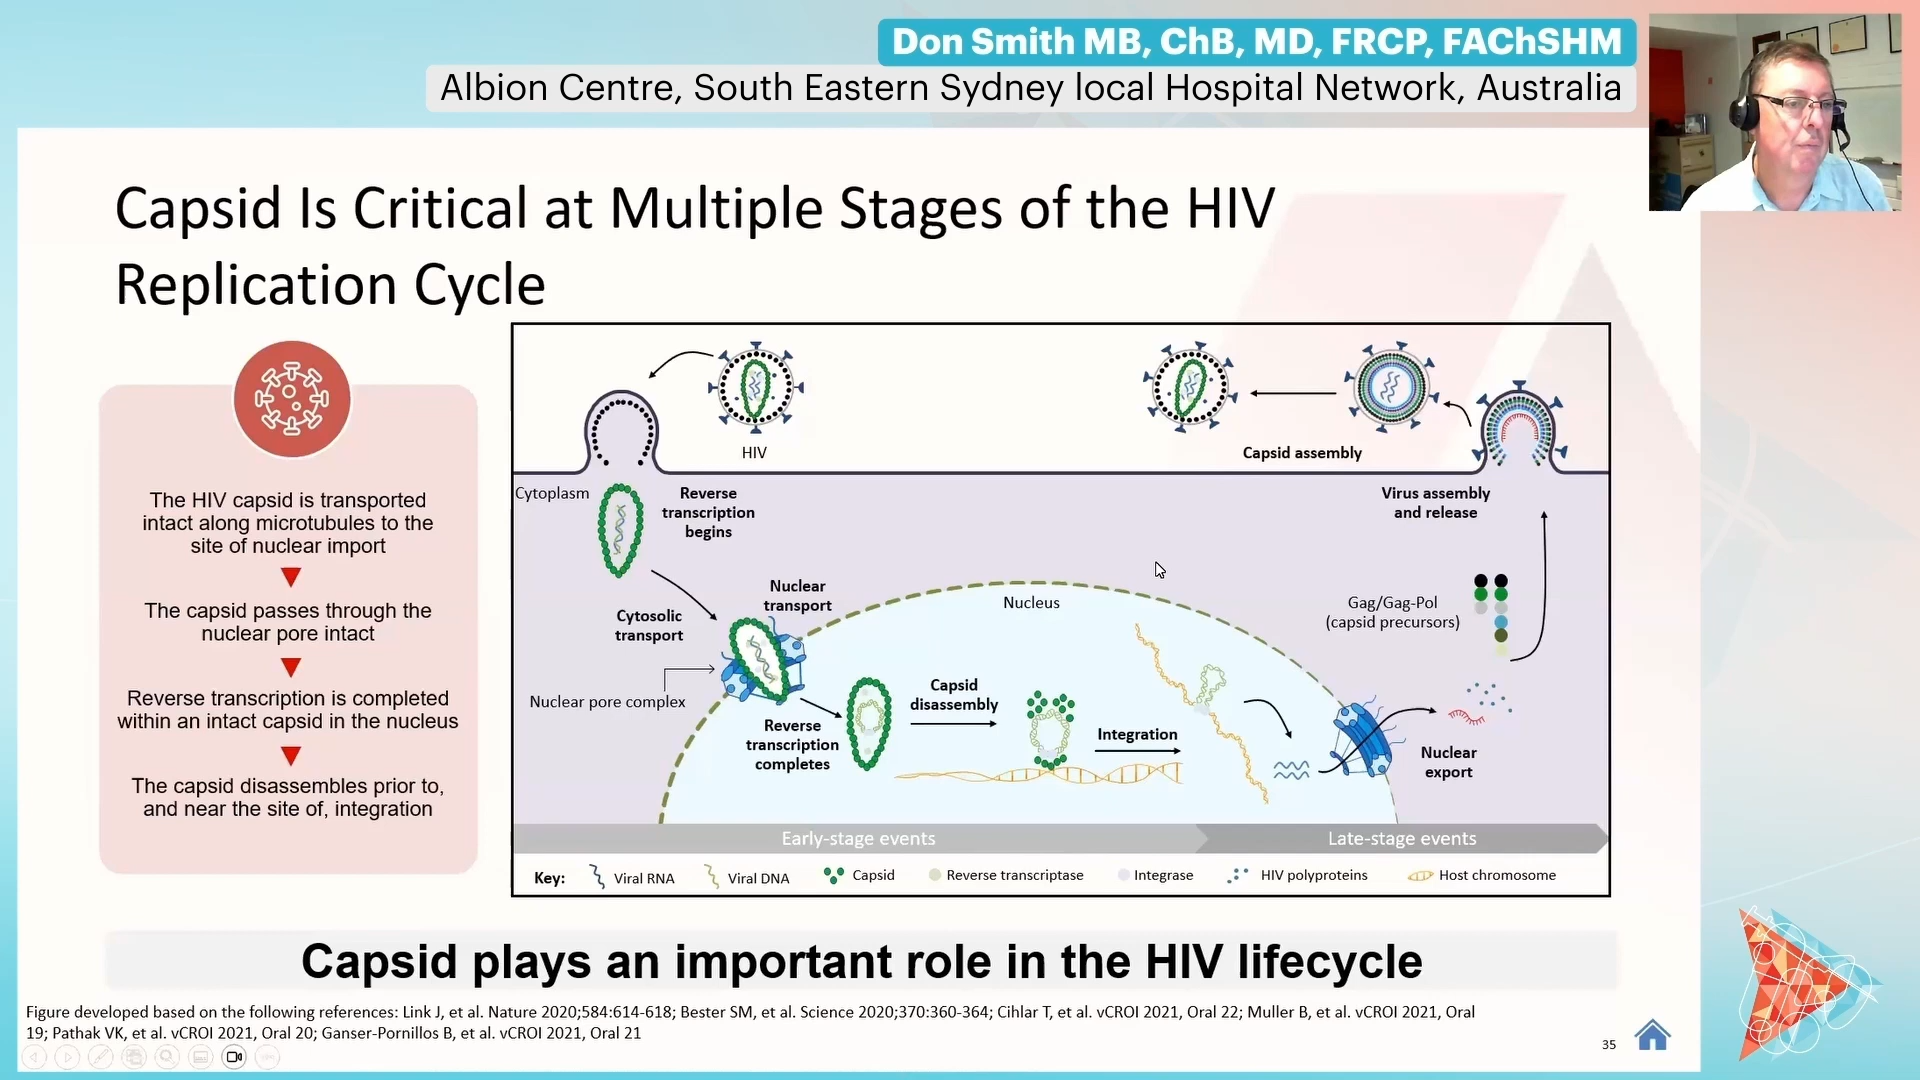 Don Smith MB, ChB, MD, FRCP, FAChSHM
Albion Centre, South Eastern Sydney local Hospital Network, Australia
Capsid Is Critical at Multiple Stages of the HIV
Replication Cycle
The HIV capsid is transported
intact along microtubules to the
site of nuclear import
The capsid passes through the
nuclear pore intact
Reverse transcription is completed
within an intact capsid in the nucleus
The capsid disassembles prior to,
and near the site of, integration
HIV
Capsid assembly
Cytoplasm
Reverse
transcription
begins
Virus assembly
and release
Nuclear
transport
Cytosolic
transport
Nucleus
Gag/Gag-Pol
(capsid precursors)
Nuclear pore complex
Reverse
transcription
completes
Capsid
disassembly
Integration
Nuclear
export
Early-stage events
Late-stage events
Key:
Viral RNA
Viral DNA
Capsid
Reverse transcriptase
Integrase
HIV polyproteins
Host chromosome
Capsid plays an important role in the HIV lifecycle
Figure developed based on the following references: Link J, et al. Nature 2020;584:614-618; Bester SM, et al. Science 2020;370:360-364; Cihlar T, et al. vCROI 2021, Oral 22; Muller B, et al. vCROI 2021, Oral
19; Pathak VK, et al. vCROI 2021, Oral 20; Ganser-Pornillos B, et al. vCROI 2021, Oral 21
35